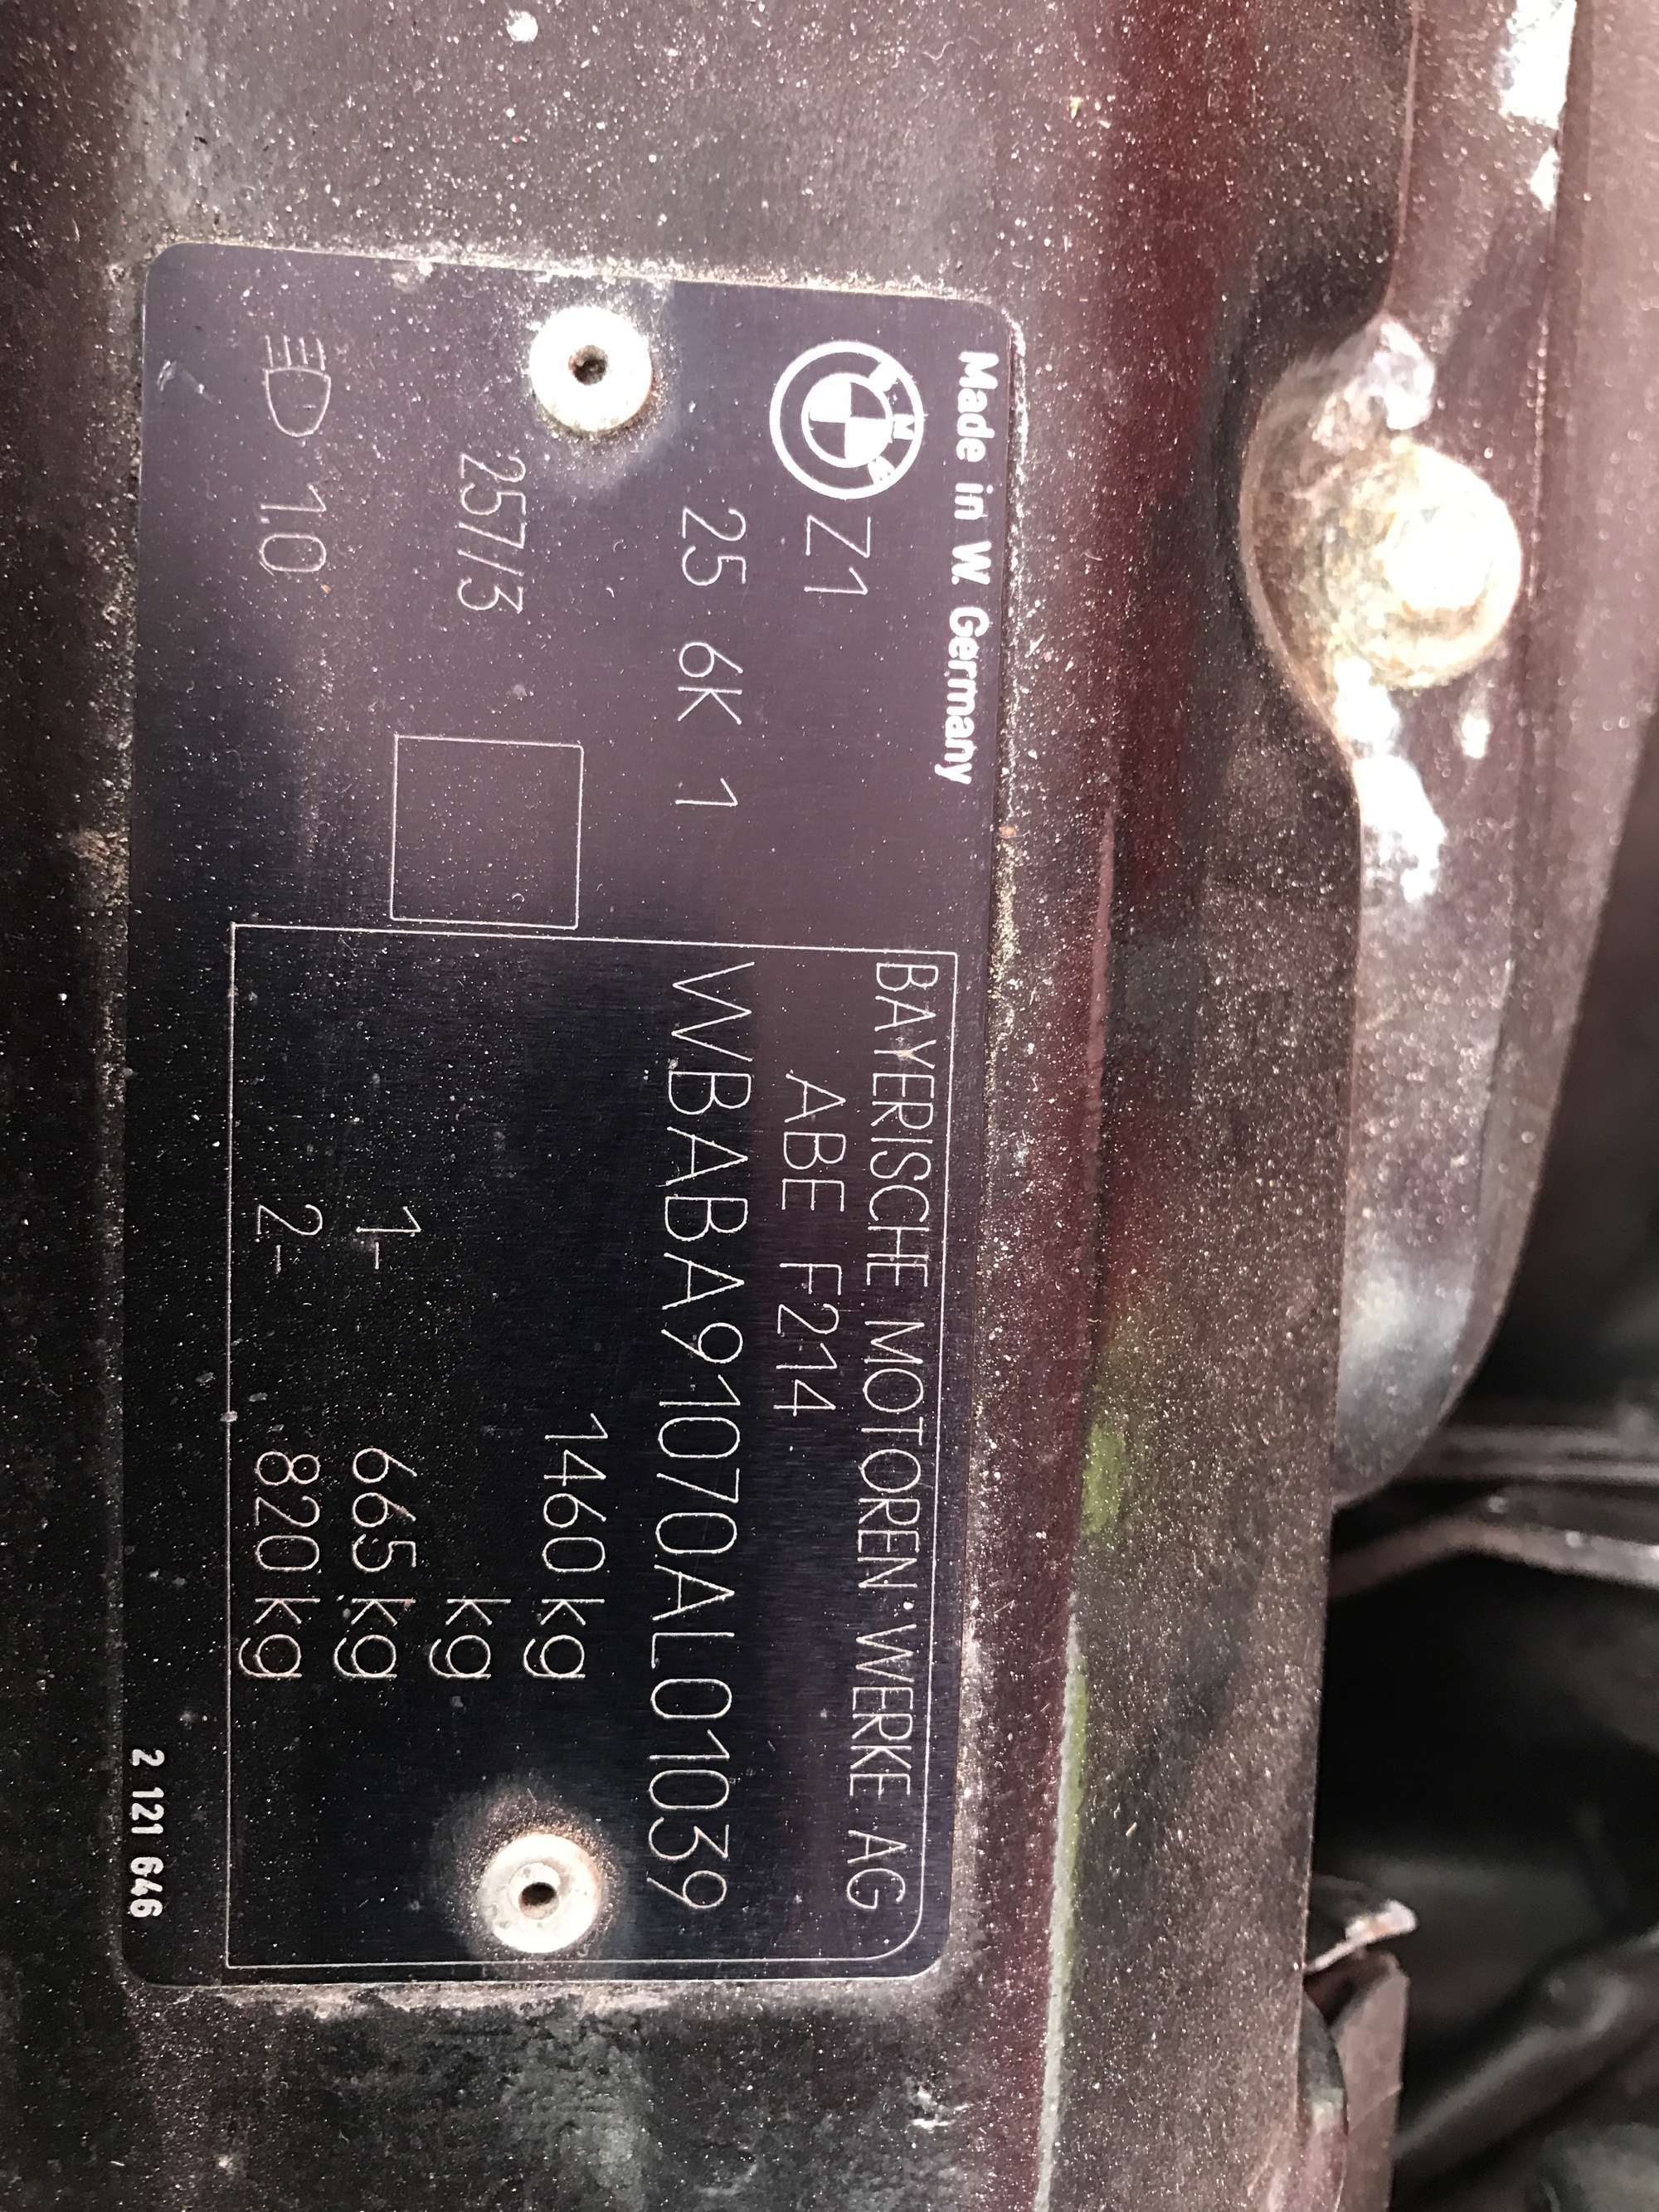 Made in W. Germany
BMW Z1
25 6K 1
257/3
1.0
BAYERISCHE MOTOREN WERKE AG
ABE F214
WBABA91070AL01039
1460 kg
kg
1- 665 kg
2- 820 kg
2 121 646